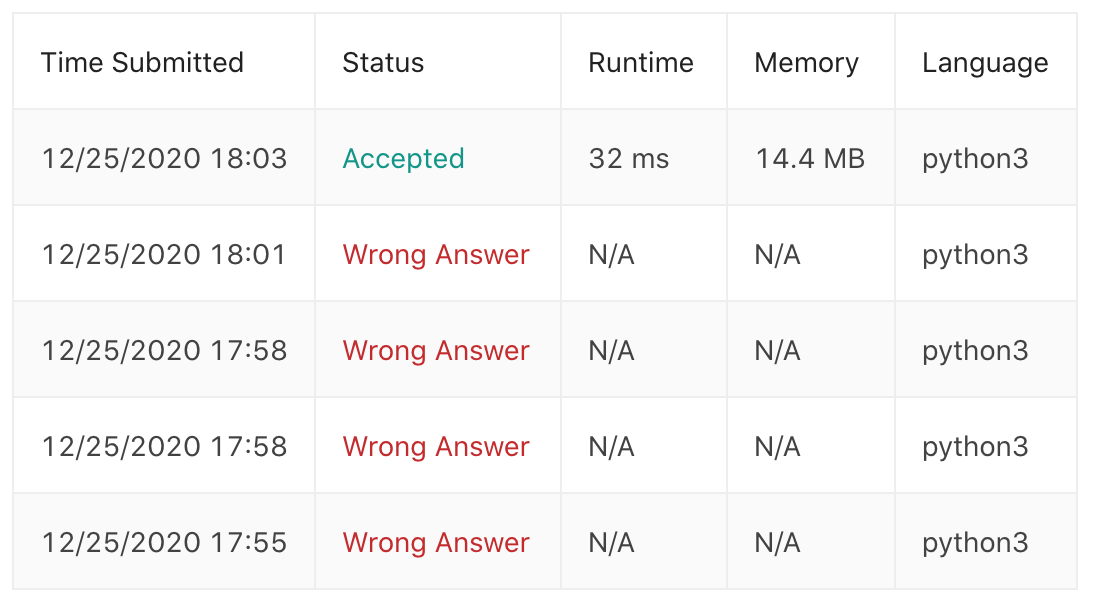 Time Submitted Status Runtime Memory Language
12/25/2020 18:03 Accepted 32 ms 14.4 MB python3
12/25/2020 18:01 Wrong Answer N/A N/A python3
12/25/2020 17:58 Wrong Answer N/A N/A python3
12/25/2020 17:58 Wrong Answer N/A N/A python3
12/25/2020 17:55 Wrong Answer N/A N/A python3